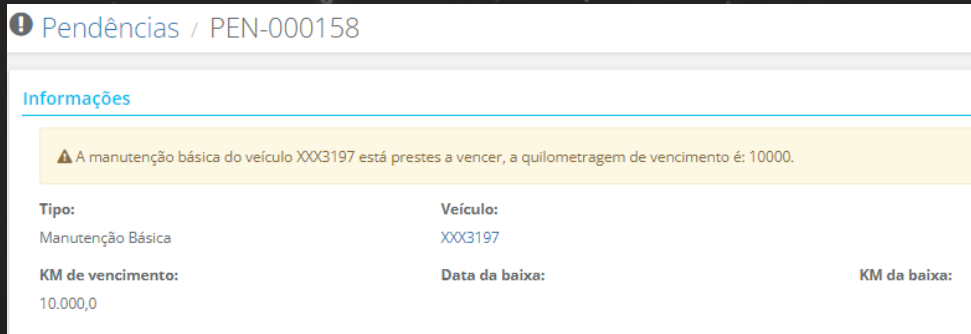 Pendências / PEN-000158
Informações
A manutenção básica do veículo XXX3197 está prestes a vencer, a quilometragem de vencimento é: 10000.
Tipo: Veículo:
Manutenção Básica XXX3197
KM de vencimento: Data da baixa: KM da baixa:
10.000,0